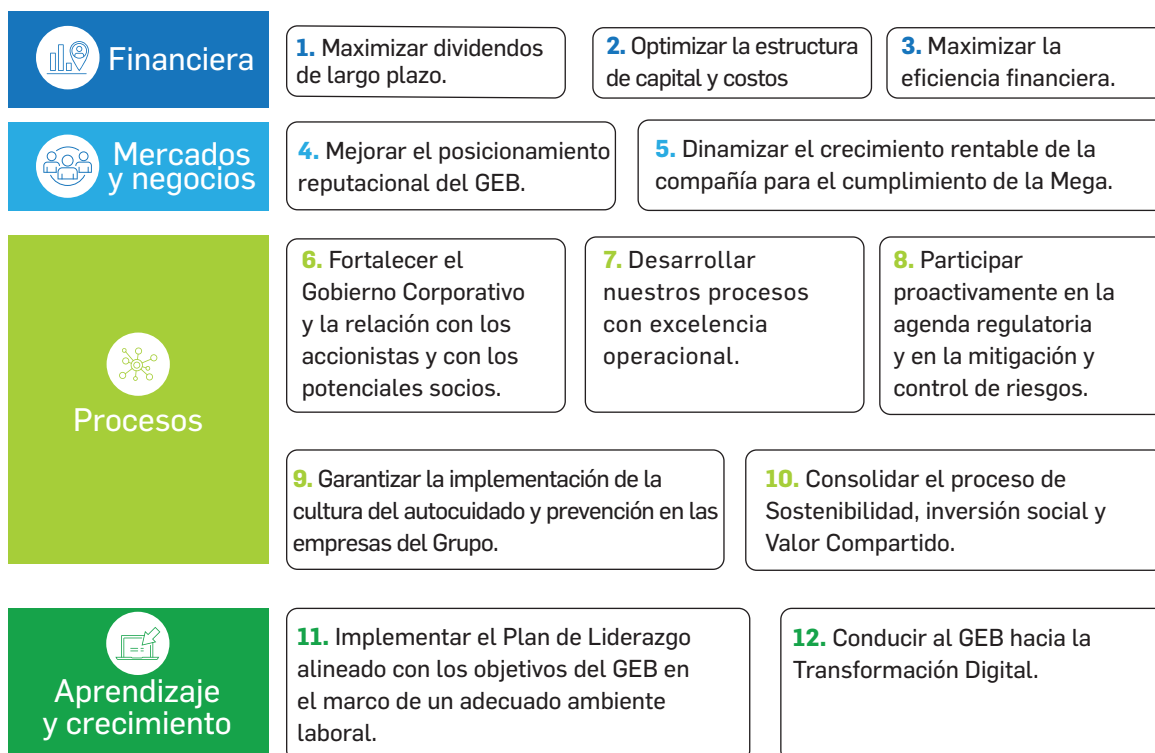 Financiera
1. Maximizar dividendos
de largo plazo.
2. Optimizar la estructura
de capital y costos
3. Maximizar la
eficiencia financiera.
Mercados
y negocios
4. Mejorar el posicionamiento
reputacional del GEB.
5. Dinamizar el crecimiento rentable de la
compañía para el cumplimiento de la Mega.
Procesos
6. Fortalecer el
Gobierno Corporativo
y la relación con los
accionistas y con los
potenciales socios.
7. Desarrollar
nuestros procesos
con excelencia
operacional.
8. Participar
proactivamente en la
agenda regulatoria
y en la mitigación y
control de riesgos.
9. Garantizar la implementación de la
cultura del autocuidado y prevención en las
empresas del Grupo.
10. Consolidar el proceso de
Sostenibilidad, inversión social y
Valor Compartido.
Aprendizaje
y crecimiento
11. Implementar el Plan de Liderazgo
alineado con los objetivos del GEB en
el marco de un adecuado ambiente
laboral.
12. Conducir al GEB hacia la
Transformación Digital.